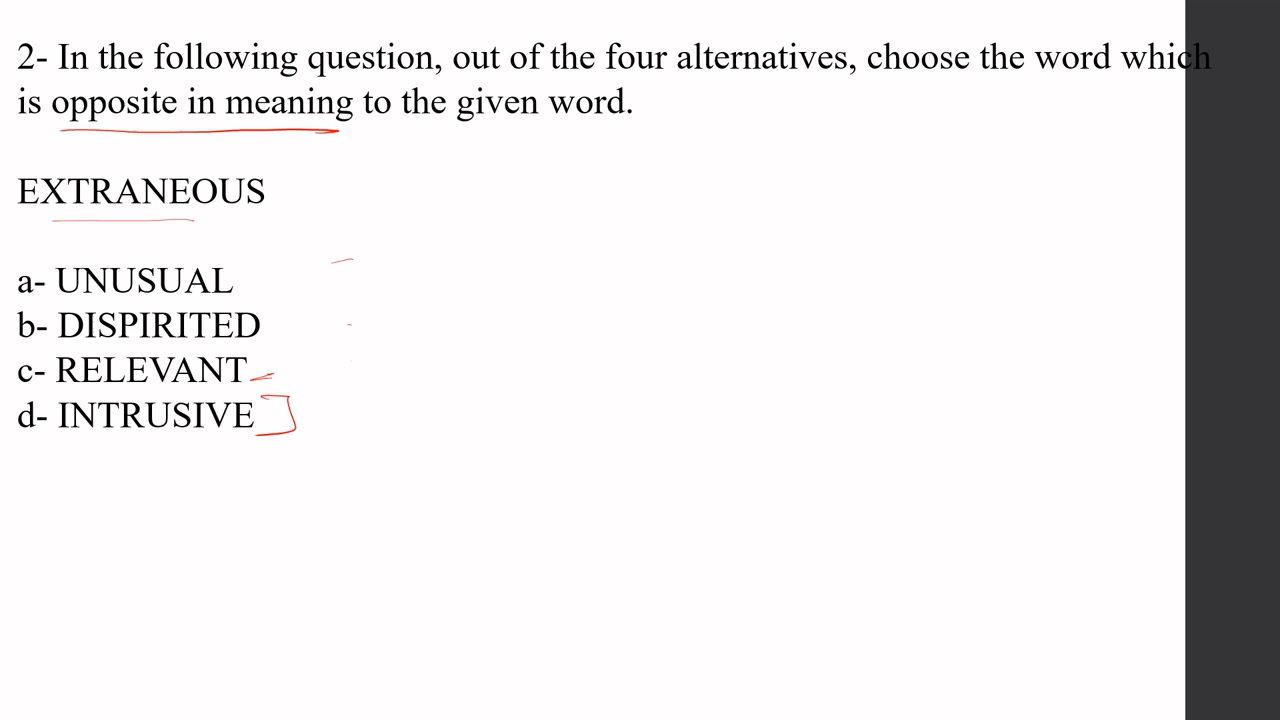 2- In the following question, out of the four alternatives, choose the word which
is opposite in meaning to the given word.
EXTRANEOUS
a- UNUSUAL
b- DISPIRITED
c- RELEVANT
d- INTRUSIVE